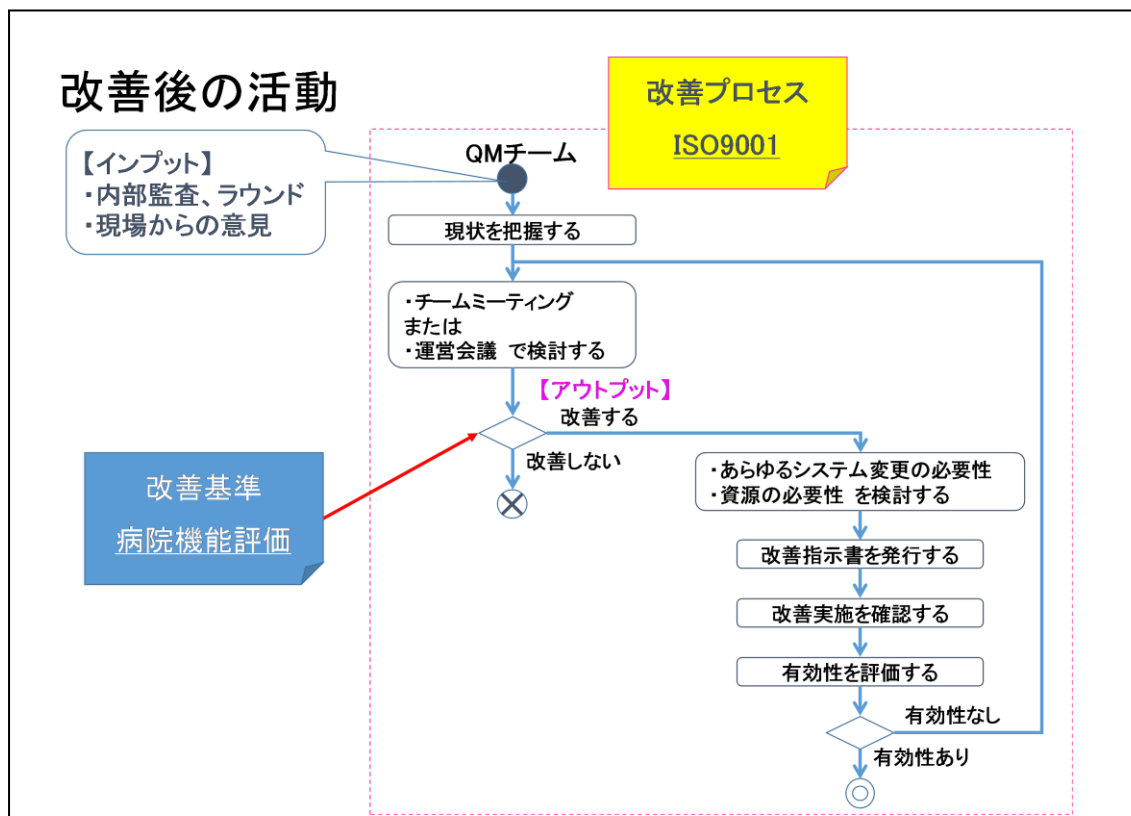 改善後の活動
改善プロセス
ISO9001
【インプット】
・内部監査、ラウンド
・現場からの意見
QMチーム
現状を把握する
・チームミーティング
または
・運営会議 で検討する
【アウトプット】
改善する
改善しない
改善基準
病院機能評価
・あらゆるシステム変更の必要性
・資源の必要性 を検討する
改善指示書を発行する
改善実施を確認する
有効性を評価する
有効性なし
有効性あり